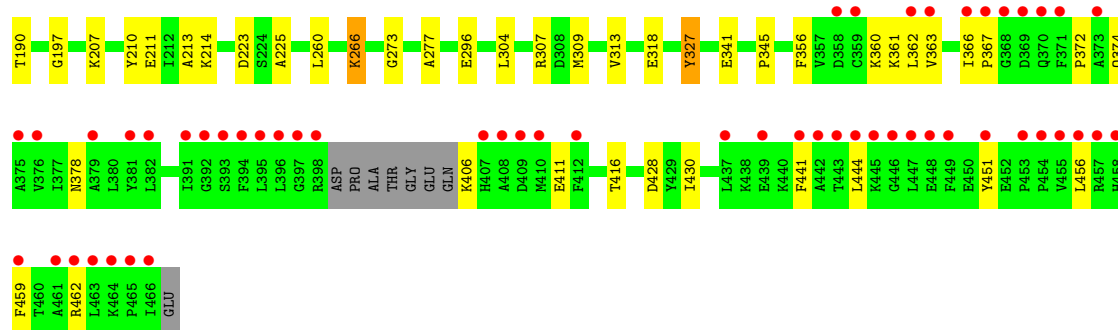 T190 G197 K207 Y210 E211 I212 A213 K214 D223 S224 A225 L260 K266 G273 A277 E296 L304 R307 D308 M309 V313 E318 Y327 E341 P345 F356 V357 D358 C359 K360 K361 L362 V363 I366 P367 G368 D369 Q370 F371 P372 A373 Q374
A375 V376 I377 N378 A379 L380 Y381 L382 I391 G392 S393 F394 L395 L396 G397 R398 ASP PRO ALA THR GLY GLU GLN K406 H407 A408 D409 M410 E411 F412 T416 D428 Y429 I430 L437 K438 E439 K440 F441 A442 T443 L444 K445 G446 L447 E448 F449 E450 Y451 E452 P453 P454 V455 L456 R457 H458
F459 T460 A461 R462 L463 K464 P465 I466 GLU